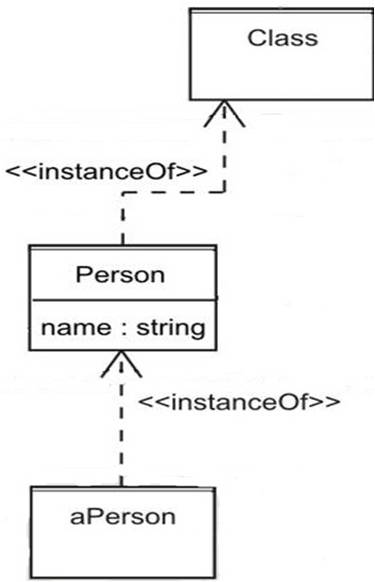 Class
<<instanceOf>>
Person
name : string
<<instanceOf>>
aPerson